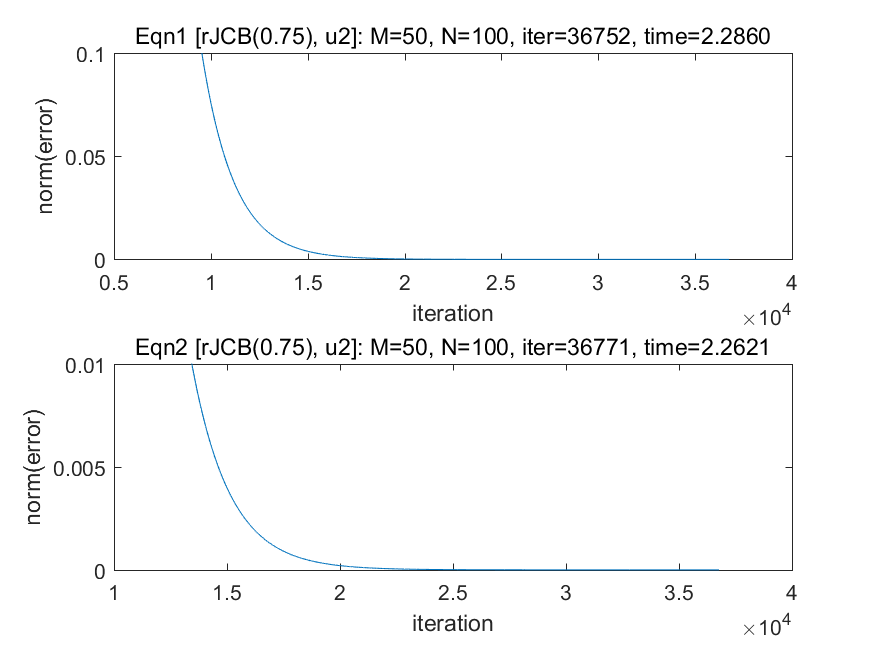 Eqn1 [rJCB(0.75), u2]: M=50, N=100, iter=36752, time=2.2860
0.1
0.05
0
norm(error)
0.5 1 1.5 2 2.5 3 3.5 4
iteration
×10^4
Eqn2 [rJCB(0.75), u2]: M=50, N=100, iter=36771, time=2.2621
0.01
0.005
0
norm(error)
1 1.5 2 2.5 3 3.5 4
iteration
×10^4